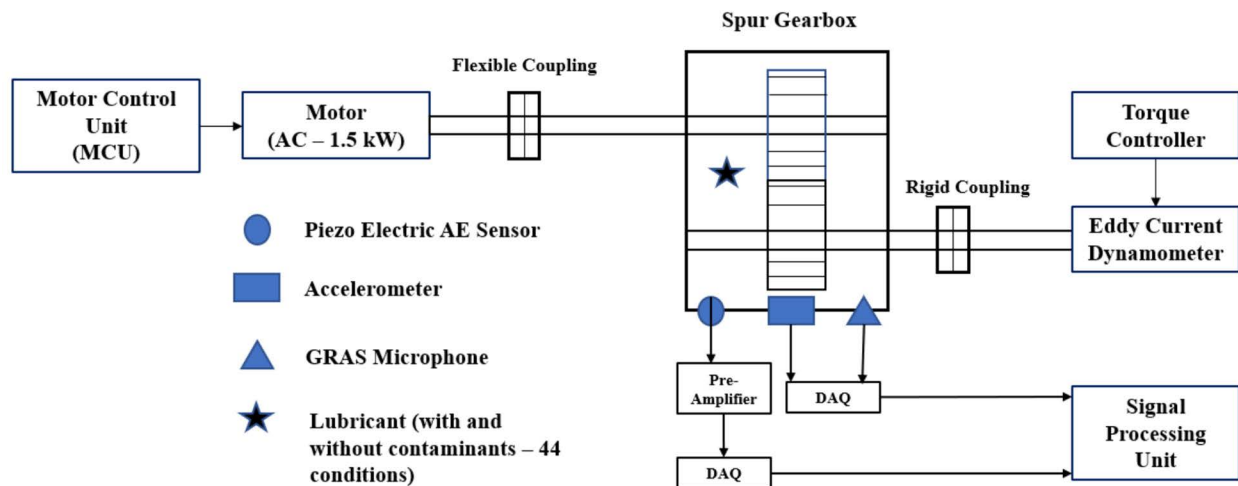 Spur Gearbox
Flexible Coupling
Motor Control
Unit
(MCU)
Motor
(AC – 1.5 kW)
Torque
Controller
Rigid Coupling
Eddy Current
Dynamometer
Piezo Electric AE Sensor
Accelerometer
GRAS Microphone
Lubricant (with and
without contaminants – 44
conditions)
Pre-
Amplifier
DAQ
DAQ
Signal
Processing
Unit